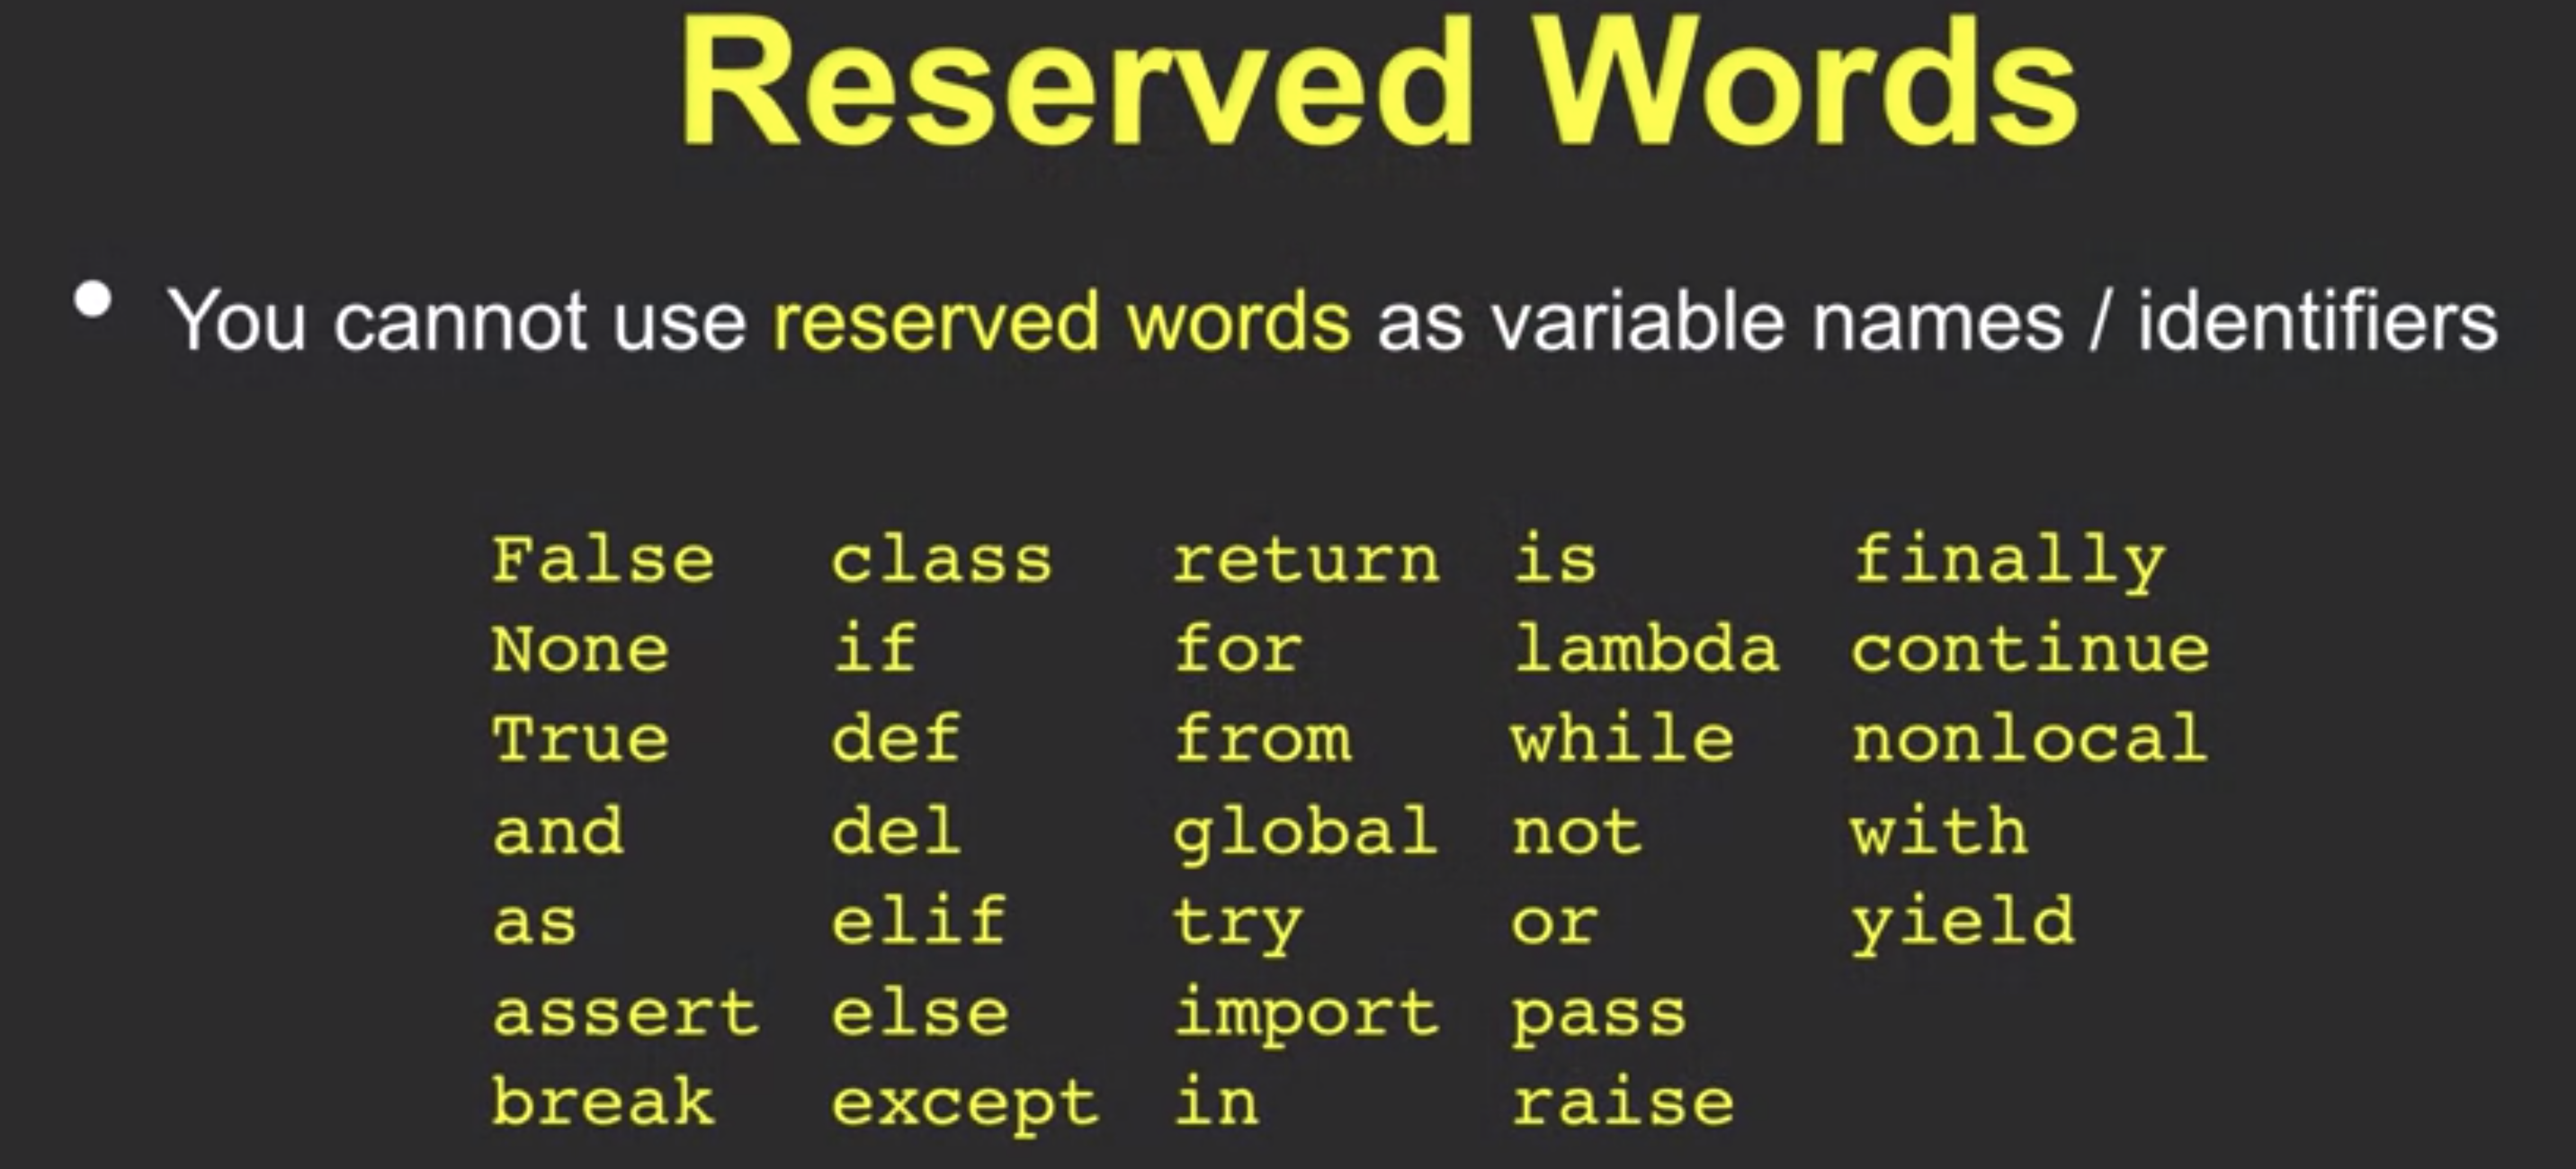 Reserved Words
• You cannot use reserved words as variable names / identifiers
False class return is finally
None if for lambda continue
True def from while nonlocal
and del global not with
as elif try or yield
assert else import pass
break except in raise